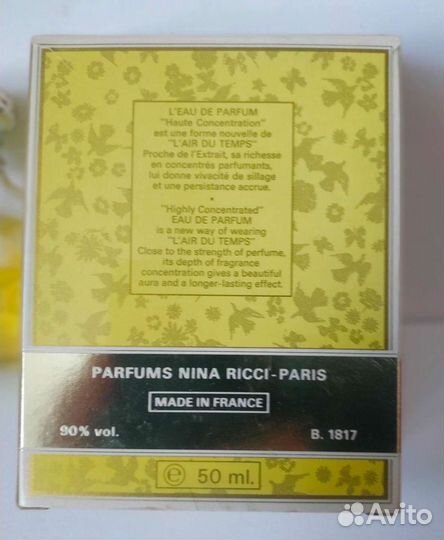 L'EAU DE PARFUM
"Haute Concentration"
est une forme nouvelle de
"L'AIR DU TEMPS"
Proche de l'Extrait, sa richesse
en concentrés parfumants,
lui donne vivacité de sillage
et une persistance accrue.
•
"Highly Concentrated"
EAU DE PARFUM
is a new way of wearing
"L'AIR DU TEMPS"
Close to the strength of perfume,
its depth of fragrance
concentration gives a beautiful
aura and a longer-lasting effect.
PARFUMS NINA RICCI-PARIS
MADE IN FRANCE
90% vol. B. 1817
℮ 50 ml.
Avito